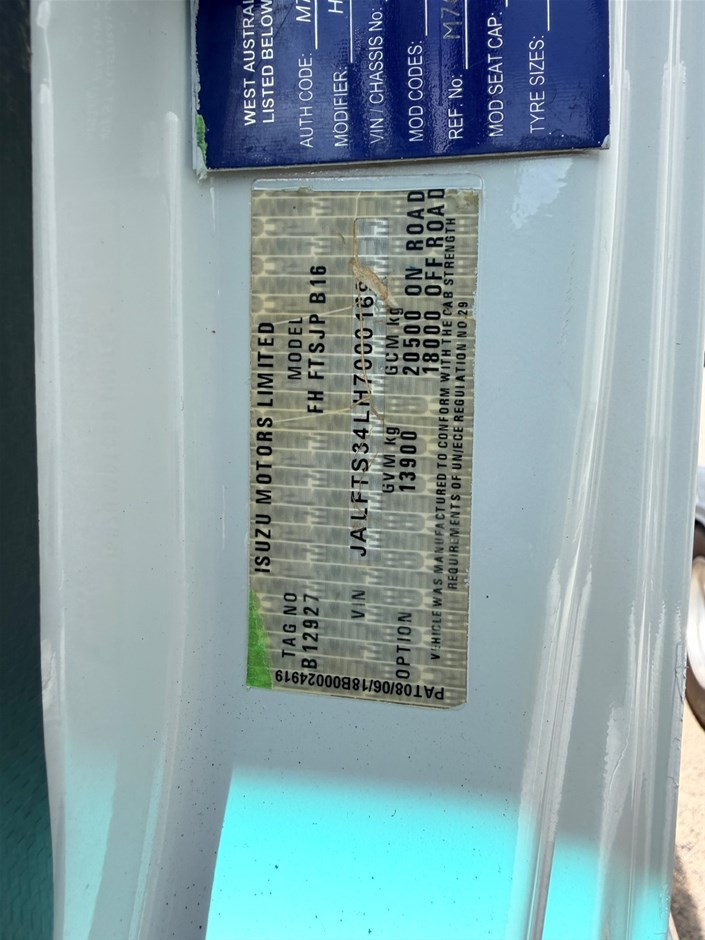 WEST AUSTRAL
LISTED BELOW
AUTH CODE: M7
MODIFIER: H
VIN / CHASSIS No:
MOD CODES:
REF. No:
MOD SEAT CAP:
TYRE SIZES:
ISUZU MOTORS LIMITED
TAG NO MODEL
B12927 FH FTSJP B16
VIN
GVM kg GCM kg
OPTION 13900 20500 ON ROAD
18000 OFF ROAD
VEHICLE WAS MANUFACTURED TO CONFORM WITH THE CAB STRENGTH
REQUIREMENTS OF UN/ECE REGULATION NO.29
PAT08/06/18B00024919